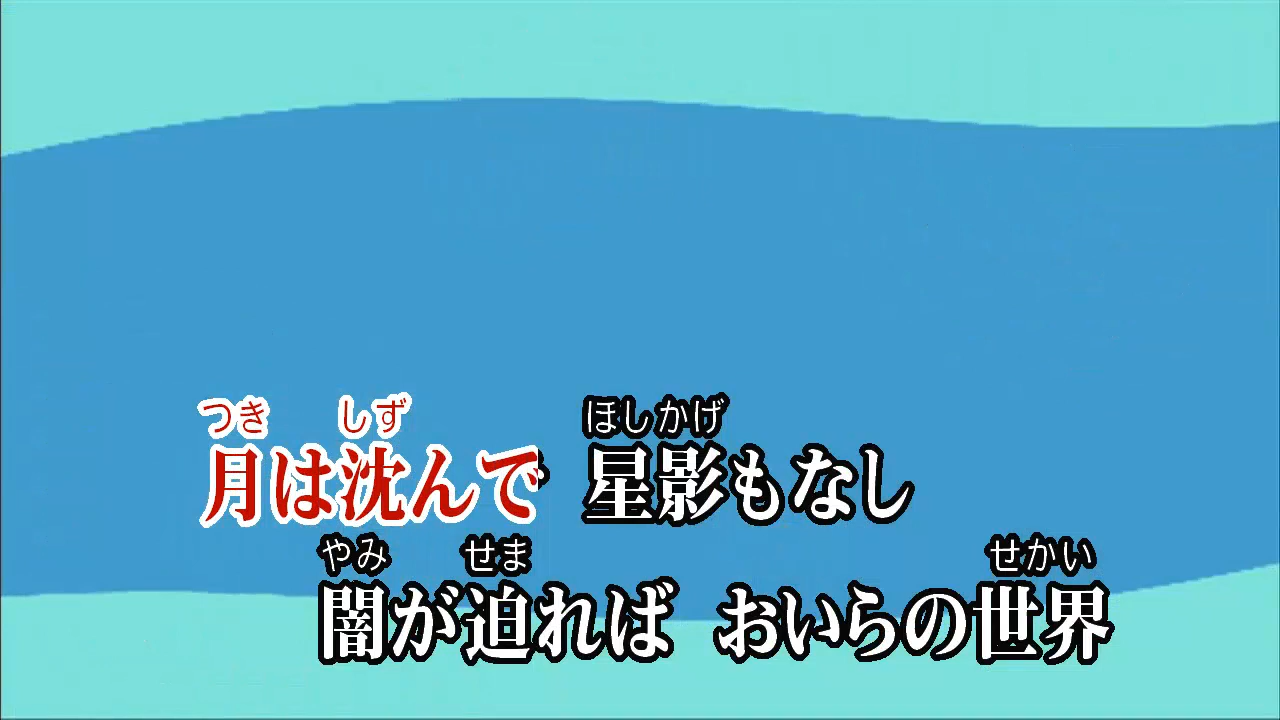 つき しず ほしかげ
月は沈んで 星影もなし
やみ せま せかい
闇が迫れば おいらの世界